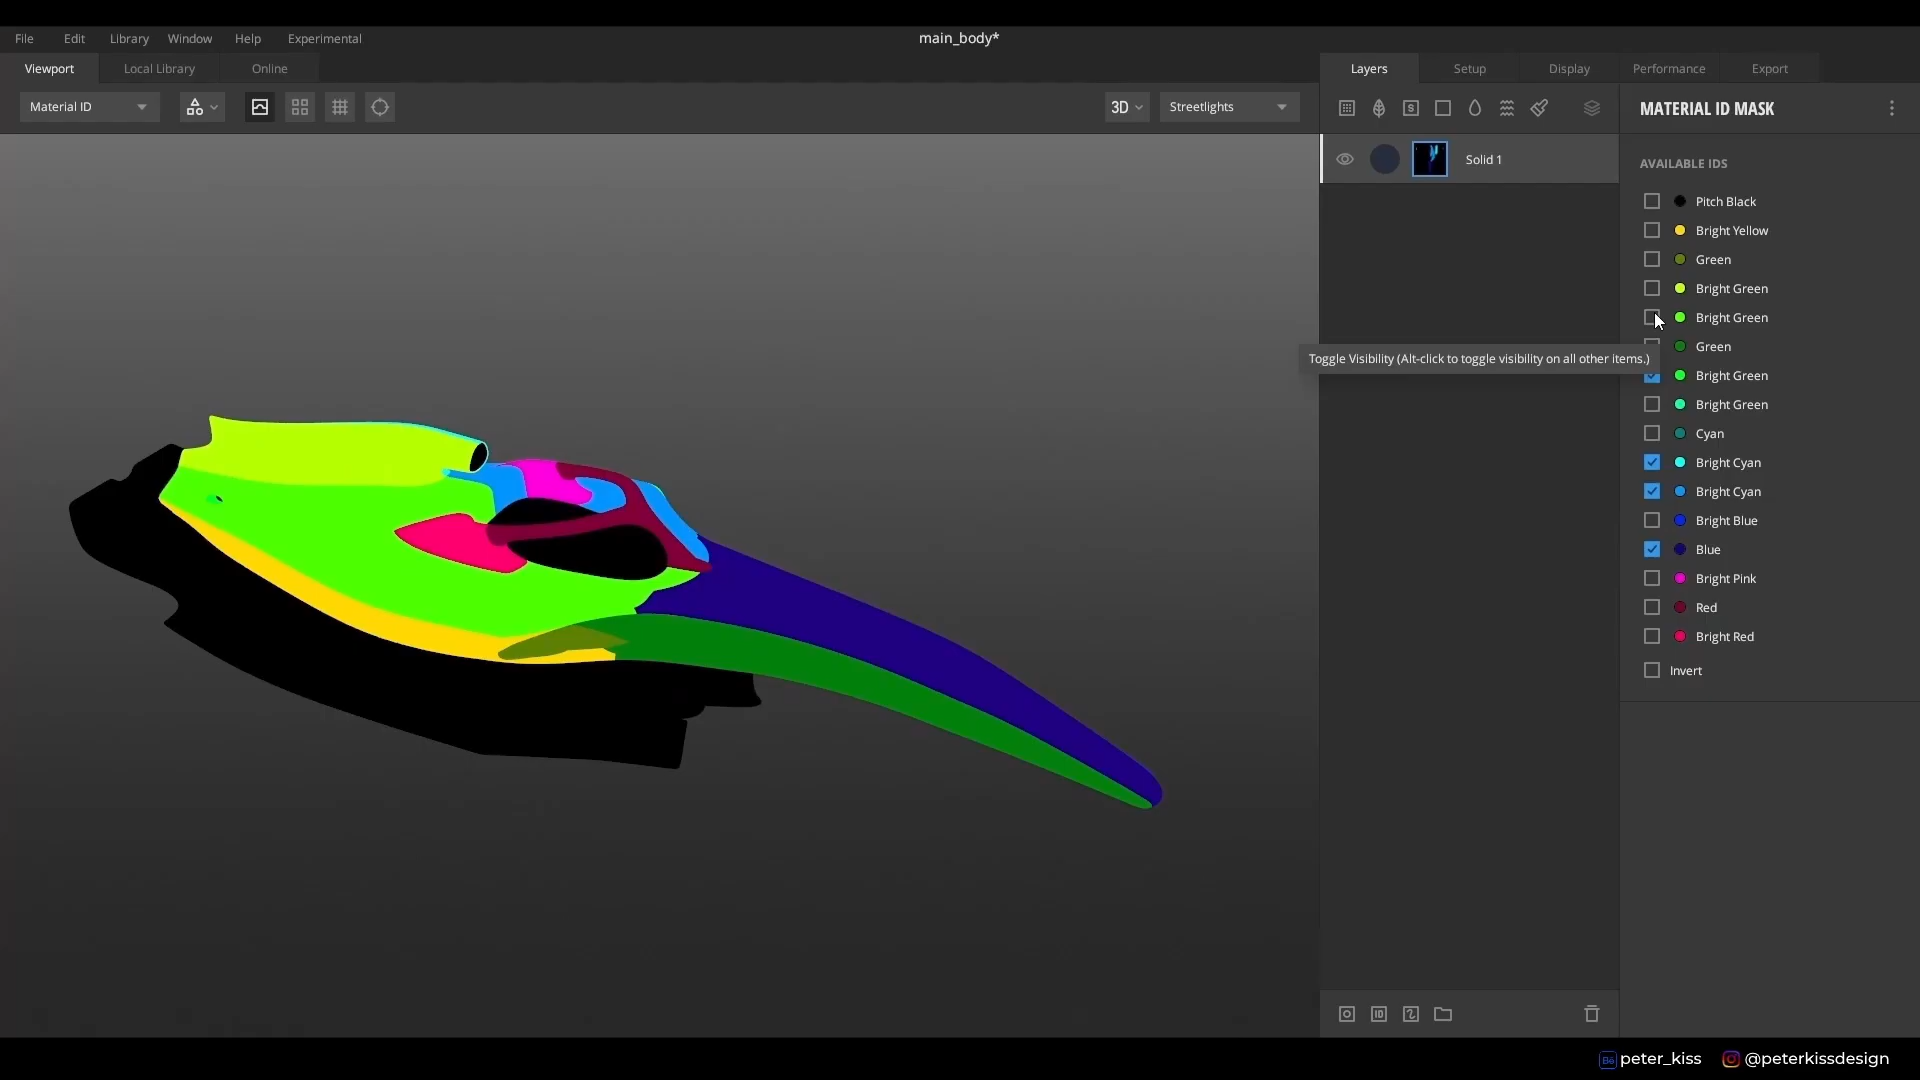 File Edit Library Window Help Experimental main_body*
Viewport Local Library Online Layers Setup Display Performance Export
Material ID 3D Streetlights MATERIAL ID MASK
Solid 1
AVAILABLE IDS
Pitch Black
Bright Yellow
Green
Bright Green
Bright Green
Green
Toggle Visibility (Alt-click to toggle visibility on all other items.)
Bright Green
Bright Green
Cyan
Bright Cyan
Bright Cyan
Bright Blue
Blue
Bright Pink
Red
Bright Red
Invert
ID
Bē peter_kiss @peterkissdesign